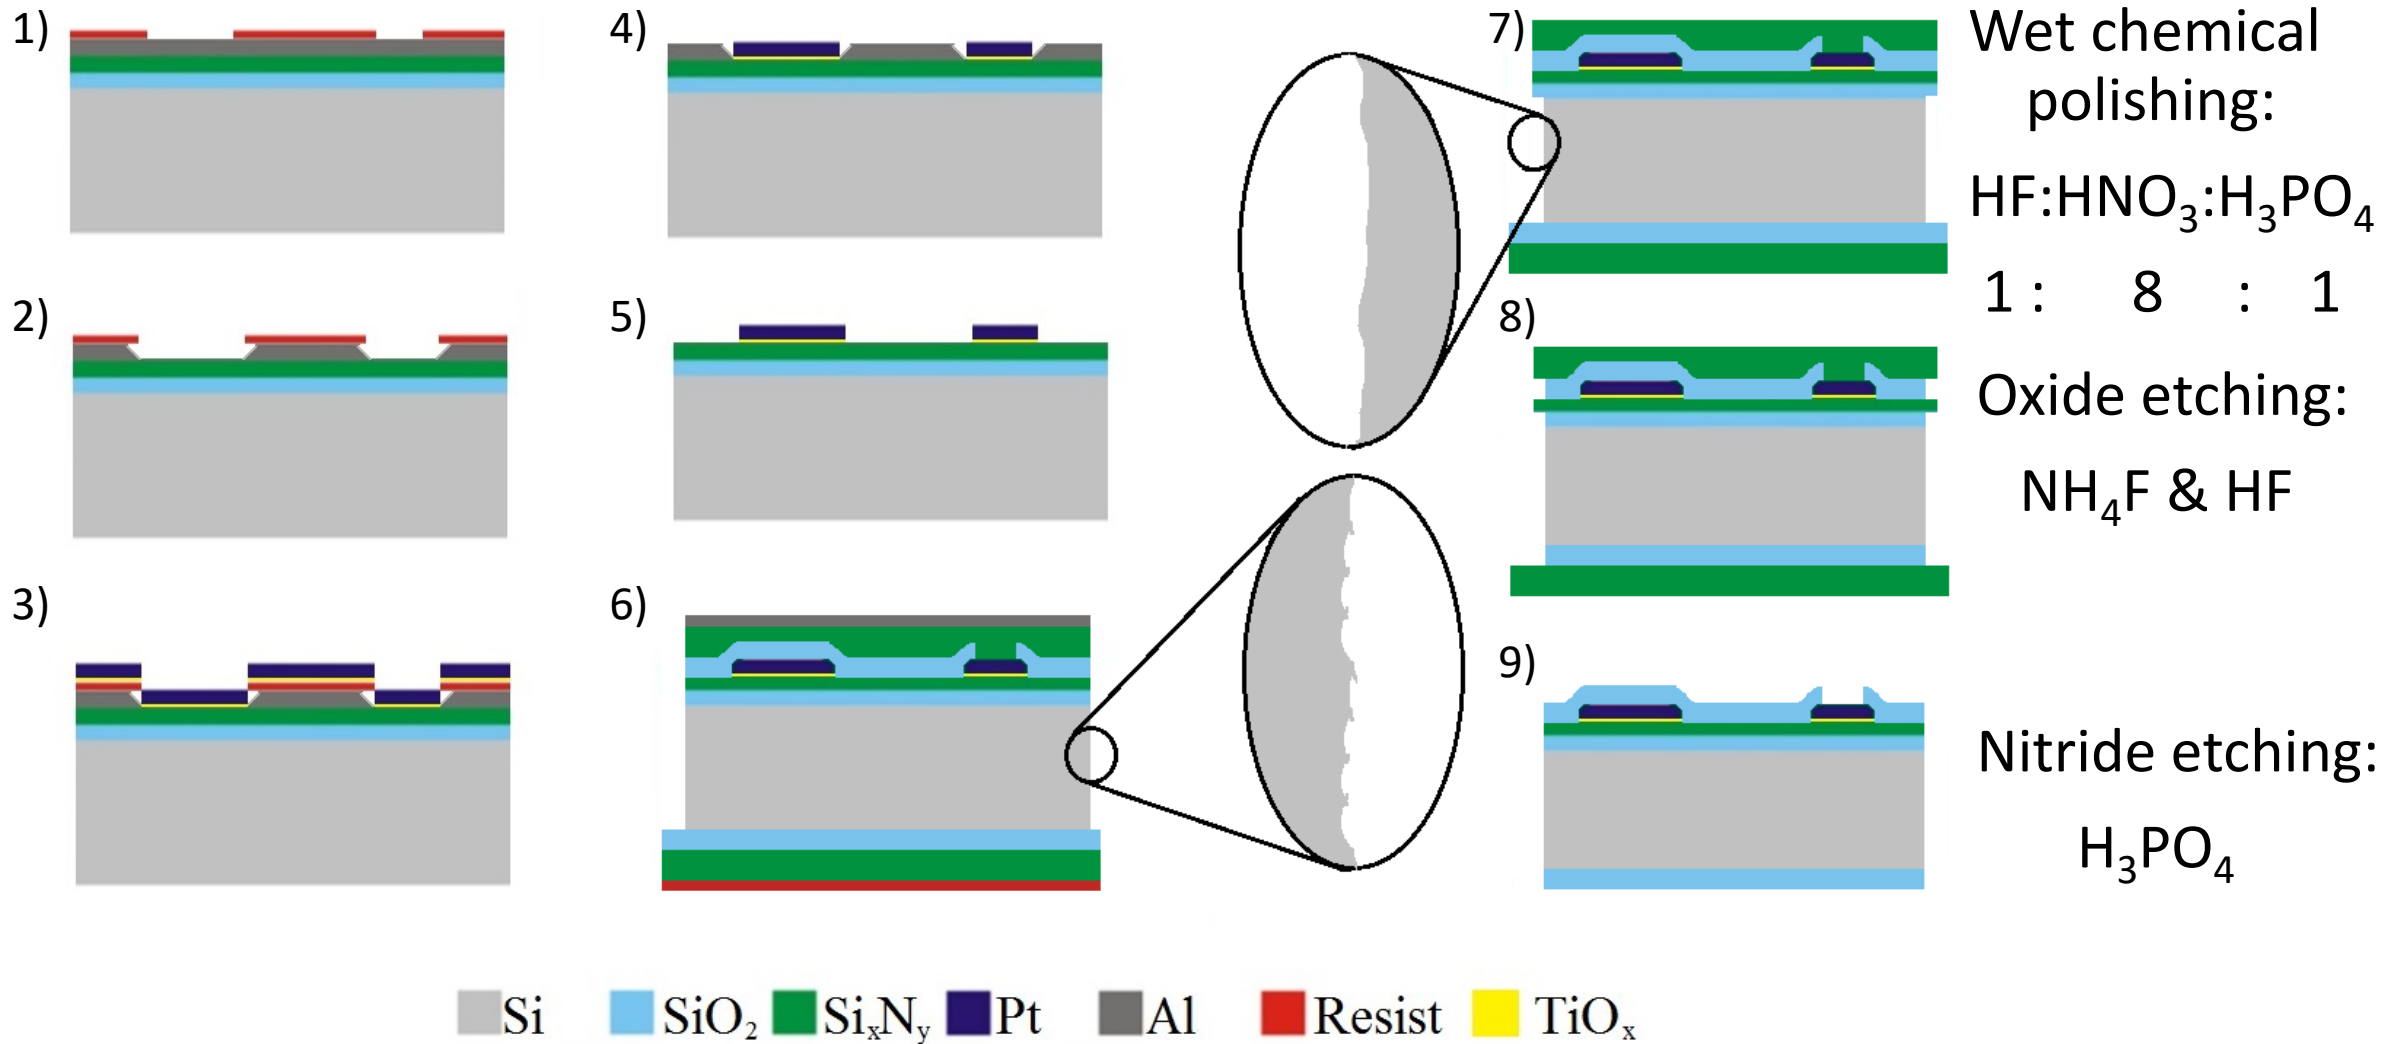 1)
2)
3)
4)
5)
6)
7)
8)
9)
Wet chemical
polishing:
HF:HNO₃:H₃PO₄
1 : 8 : 1
Oxide etching:
NH₄F & HF
Nitride etching:
H₃PO₄
Si SiO₂ SiₓNᵧ Pt Al Resist TiOₓ